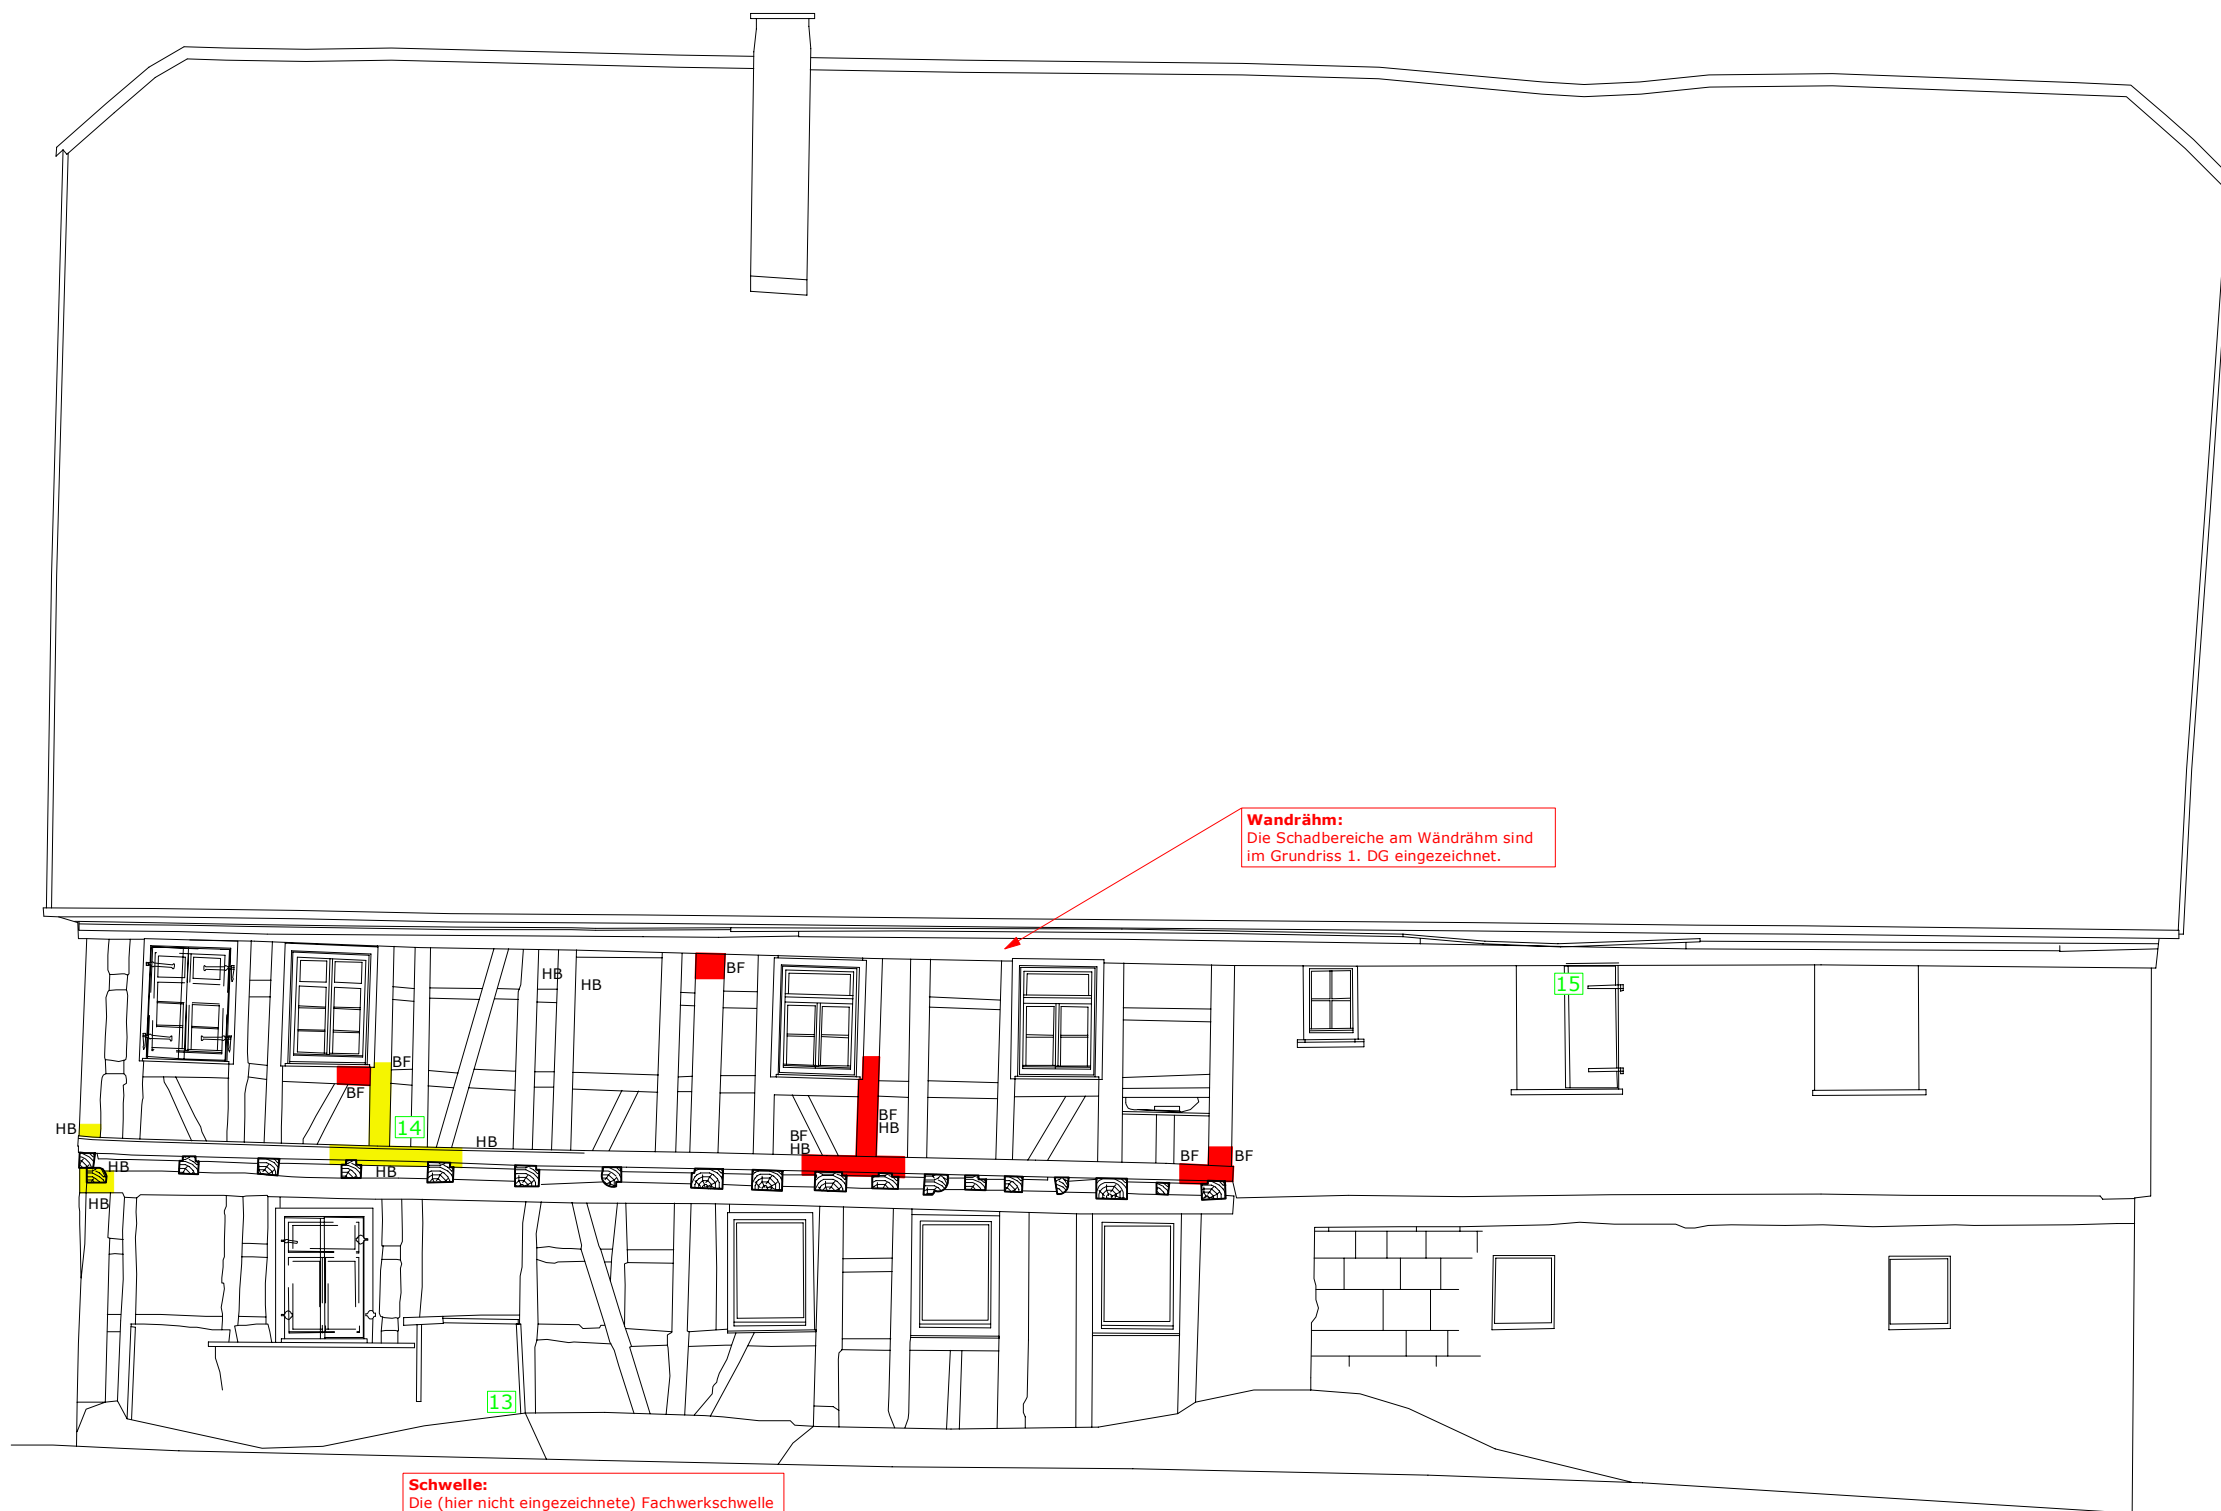 Wandrähm:
Die Schadbereiche am Wändrähm sind
im Grundriss 1. DG eingezeichnet.
HB
HB
BF
15
BF
BF
14
HB
HB
BF
HB
BF
HB
BF
BF
HB
HB
HB
13
Schwelle:
Die (hier nicht eingezeichnete) Fachwerkschwelle